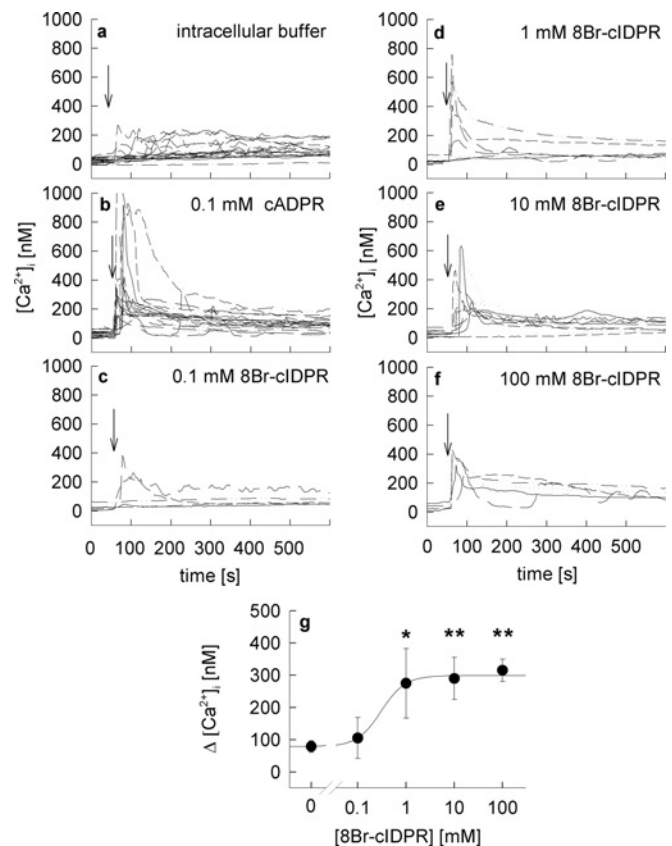 a intracellular buffer
1000
800
600
400
200
0
b 0.1 mM cADPR
1000
800
600
400
200
0
[Ca²⁺]ᵢ [nM]
c 0.1 mM 8Br-cIDPR
1000
800
600
400
200
0
0 100 200 300 400 500
time [s]
d 1 mM 8Br-cIDPR
1000
800
600
400
200
0
e 10 mM 8Br-cIDPR
1000
800
600
400
200
0
[Ca²⁺]ᵢ [nM]
f 100 mM 8Br-cIDPR
1000
800
600
400
200
0
0 100 200 300 400 500
time [s]
g
500
400
300
200
100
0
Δ [Ca²⁺]ᵢ [nM]
* ** **
0 0.1 1 10 100
[8Br-cIDPR] [mM]